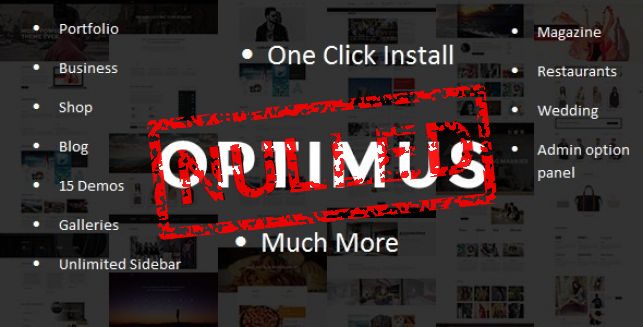 Portfolio
Business
Shop
Blog
15 Demos
Galleries
Unlimited Sidebar
One Click Install
OPTIMUS
NULLED
Much More
Magazine
Restaurants
Wedding
Admin option
panel